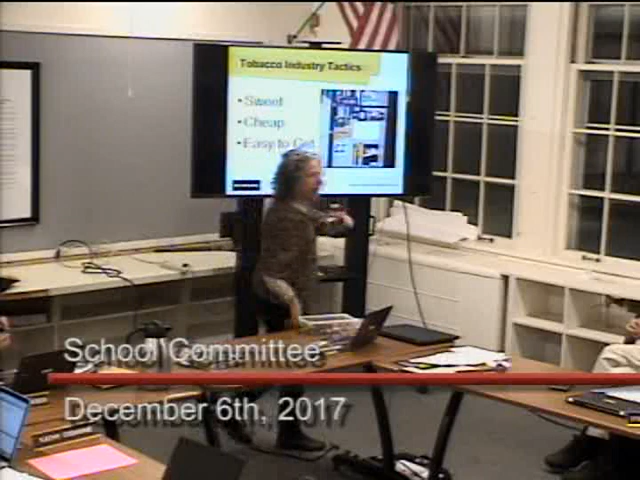 Tobacco Industry Tactics
• Sweet
• Cheap
• Easy to Get
School Committee
December 6th, 2017